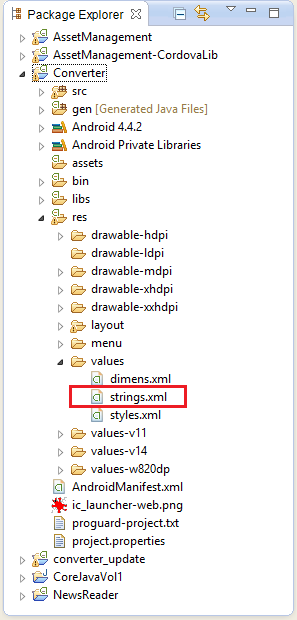 Package Explorer
AssetManagement
AssetManagement-CordovaLib
Converter
src
gen [Generated Java Files]
Android 4.4.2
Android Private Libraries
assets
bin
libs
res
drawable-hdpi
drawable-ldpi
drawable-mdpi
drawable-xhdpi
drawable-xxhdpi
layout
menu
values
dimens.xml
strings.xml
styles.xml
values-v11
values-v14
values-w820dp
AndroidManifest.xml
ic_launcher-web.png
proguard-project.txt
project.properties
converter_update
CoreJavaVol1
NewsReader